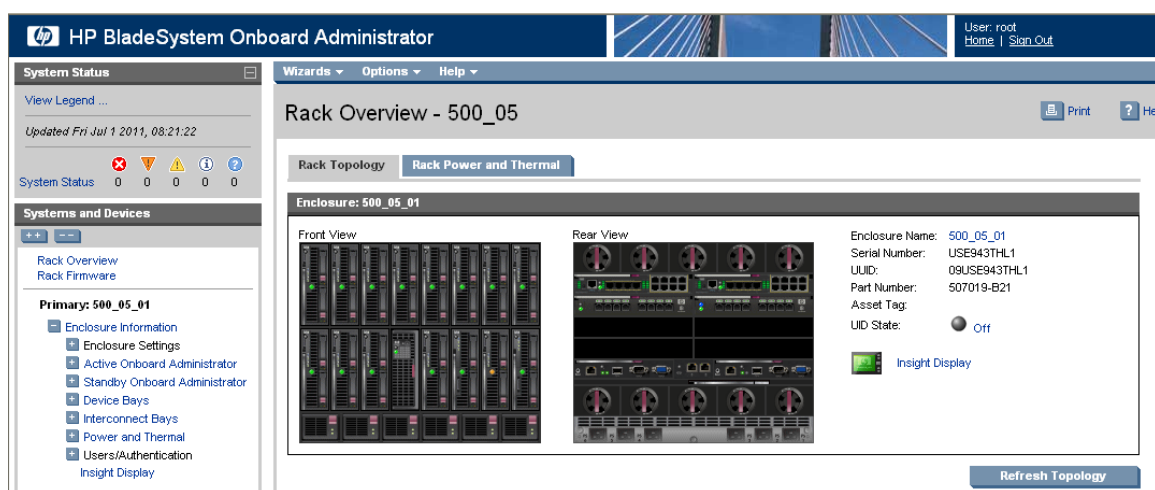 HP BladeSystem Onboard Administrator
User: root
Home | Sign Out
System Status
View Legend ...
Updated Fri Jul 1 2011, 08:21:22
System Status 0 0 0 0 0
Systems and Devices
Rack Overview
Rack Firmware
Primary: 500_05_01
Enclosure Information
Enclosure Settings
Active Onboard Administrator
Standby Onboard Administrator
Device Bays
Interconnect Bays
Power and Thermal
Users/Authentication
Insight Display
Wizards Options Help
Rack Overview - 500_05
Print
He
Rack Topology Rack Power and Thermal
Enclosure: 500_05_01
Front View
Rear View
Enclosure Name: 500_05_01
Serial Number: USE943THL1
UUID: 09USE943THL1
Part Number: 507019-B21
Asset Tag:
UID State: Off
Insight Display
Refresh Topology